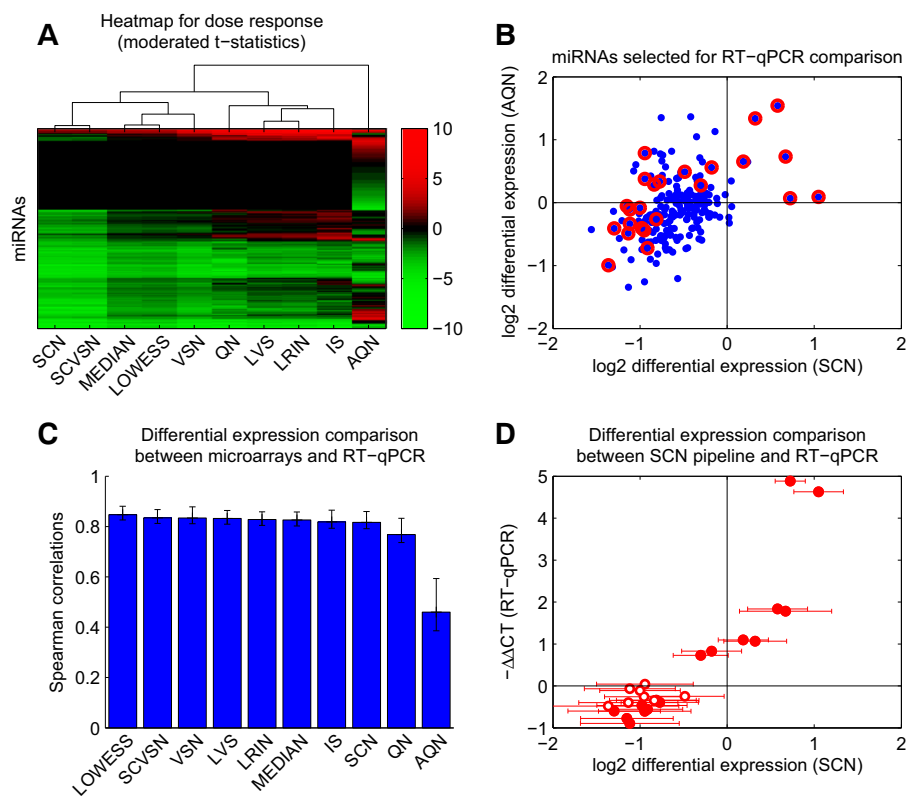 A
Heatmap for dose response
(moderated t−statistics)
miRNAs
10
5
0
−5
−10
SCN
SCVSN
MEDIAN
LOWESS
VSN
QN
LVS
LRIN
IS
AQN
B
miRNAs selected for RT−qPCR comparison
log2 differential expression (AQN)
2
1
0
−1
−2
−2
−1
0
1
2
log2 differential expression (SCN)
C
Differential expression comparison
between microarrays and RT−qPCR
Spearman correlations
1
0.8
0.6
0.4
0.2
0
LOWESS
SCVSN
VSN
LVS
LRIN
MEDIAN
IS
SCN
QN
AQN
D
Differential expression comparison
between SCN pipeline and RT−qPCR
-ΔΔCT (RT−qPCR)
5
4
3
2
1
0
−1
−2
−1
0
1
2
log2 differential expression (SCN)